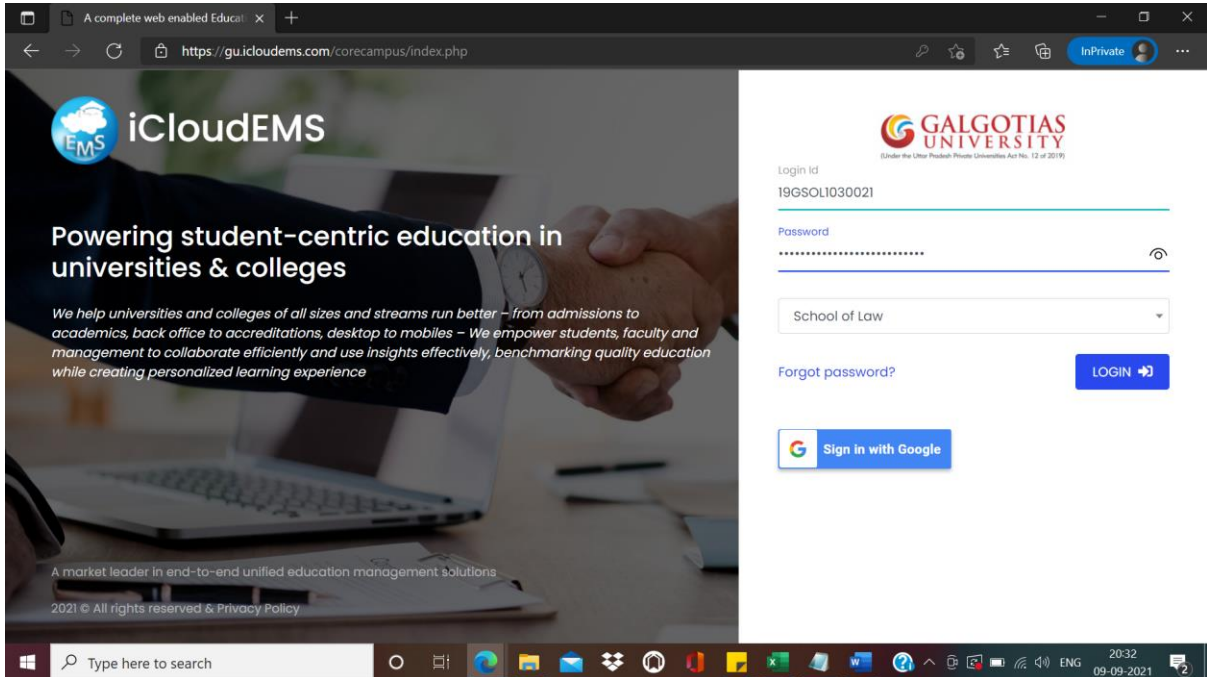 A complete web enabled Educati
https://gu.icloudems.com/corecampus/index.php
InPrivate
EMS
iCloudEMS
Powering student-centric education in
universities & colleges
We help universities and colleges of all sizes and streams run better – from admissions to
academics, back office to accreditations, desktop to mobiles – We empower students, faculty and
management to collaborate efficiently and use insights effectively, benchmarking quality education
while creating personalized learning experience
A market leader in end-to-end unified education management solutions
2021 © All rights reserved & Privacy Policy
GALGOTIAS
UNIVERSITY
(Under the Uttar Pradesh Private Universities Act No. 12 of 2019)
Login Id
19GSOL1030021
Password
•••••••••••••••••••••••••••
School of Law
Forgot password?
LOGIN
G Sign in with Google
Type here to search
ENG
20:32
09-09-2021
2